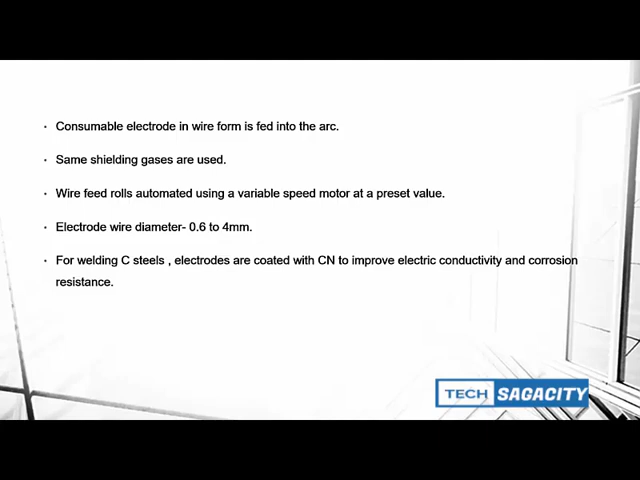 • Consumable electrode in wire form is fed into the arc.
• Same shielding gases are used.
• Wire feed rolls automated using a variable speed motor at a preset value.
• Electrode wire diameter- 0.6 to 4mm.
• For welding C steels , electrodes are coated with CN to improve electric conductivity and corrosion
resistance.
TECH SAGACITY